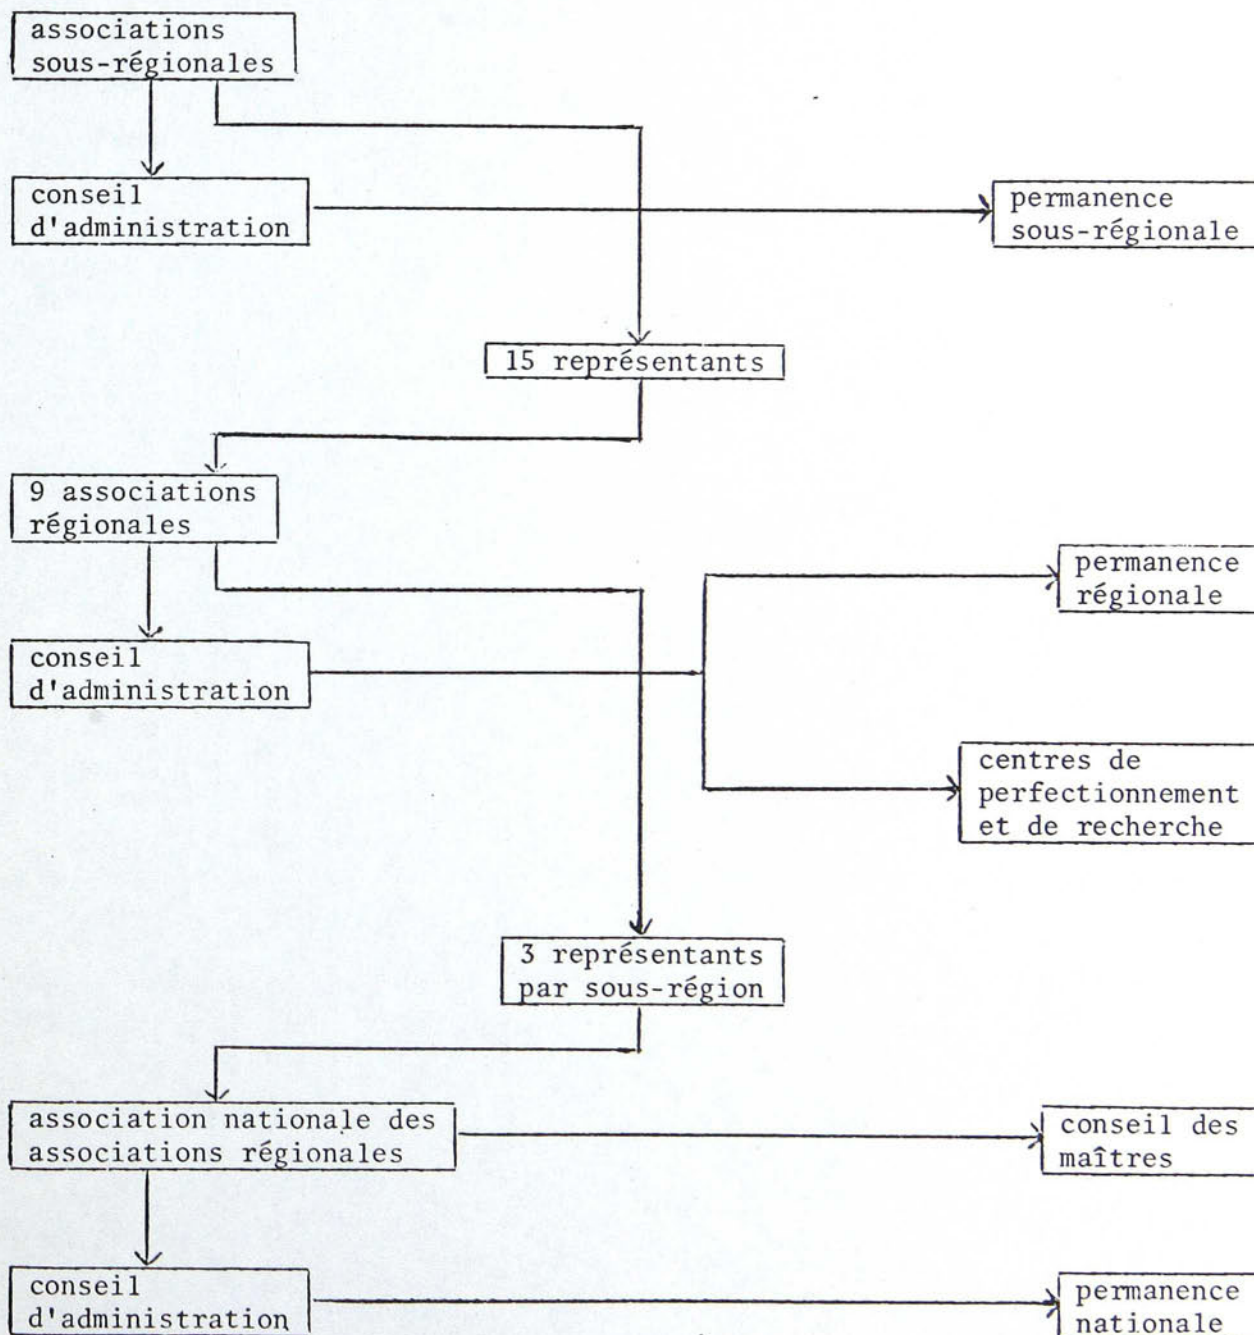 associations
sous-régionales
conseil
d'administration
permanence
sous-régionale
15 représentants
9 associations
régionales
permanence
régionale
conseil
d'administration
centres de
perfectionnement
et de recherche
3 représentants
par sous-région
association nationale des
associations régionales
conseil des
maîtres
conseil
d'administration
permanence
nationale